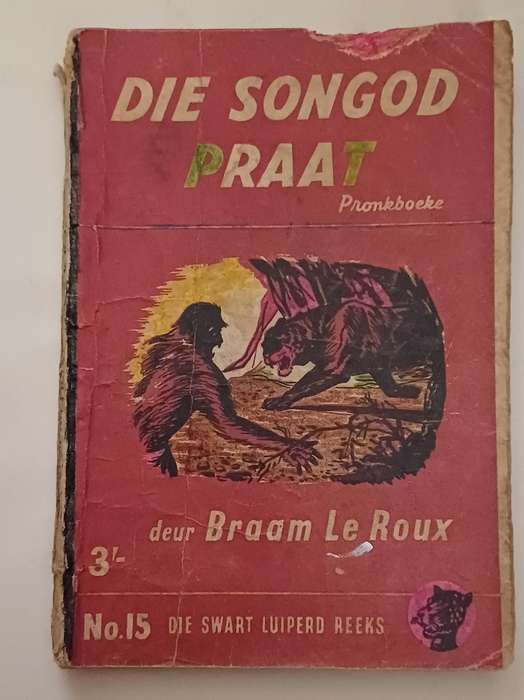 DIE SONGOD
PRAAT
Pronkboeke
deur Braam Le Roux
3'-
No.15 DIE SWART LUIPERD REEKS